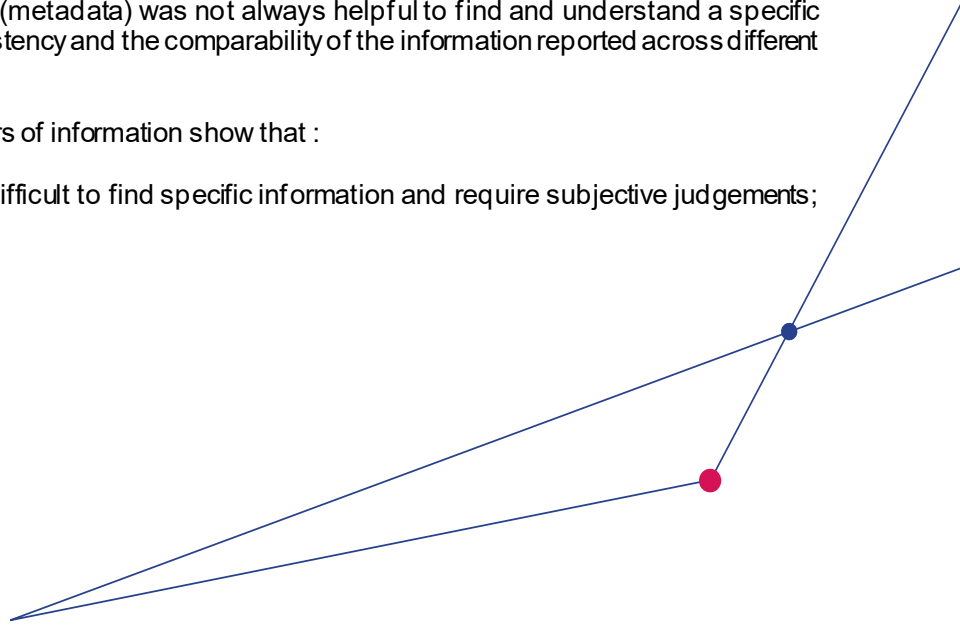 (metadata) was not always helpful to find and understand a specific
stency and the comparability of the information reported across different
rs of information show that :
ifficult to find specific information and require subjective judgements;